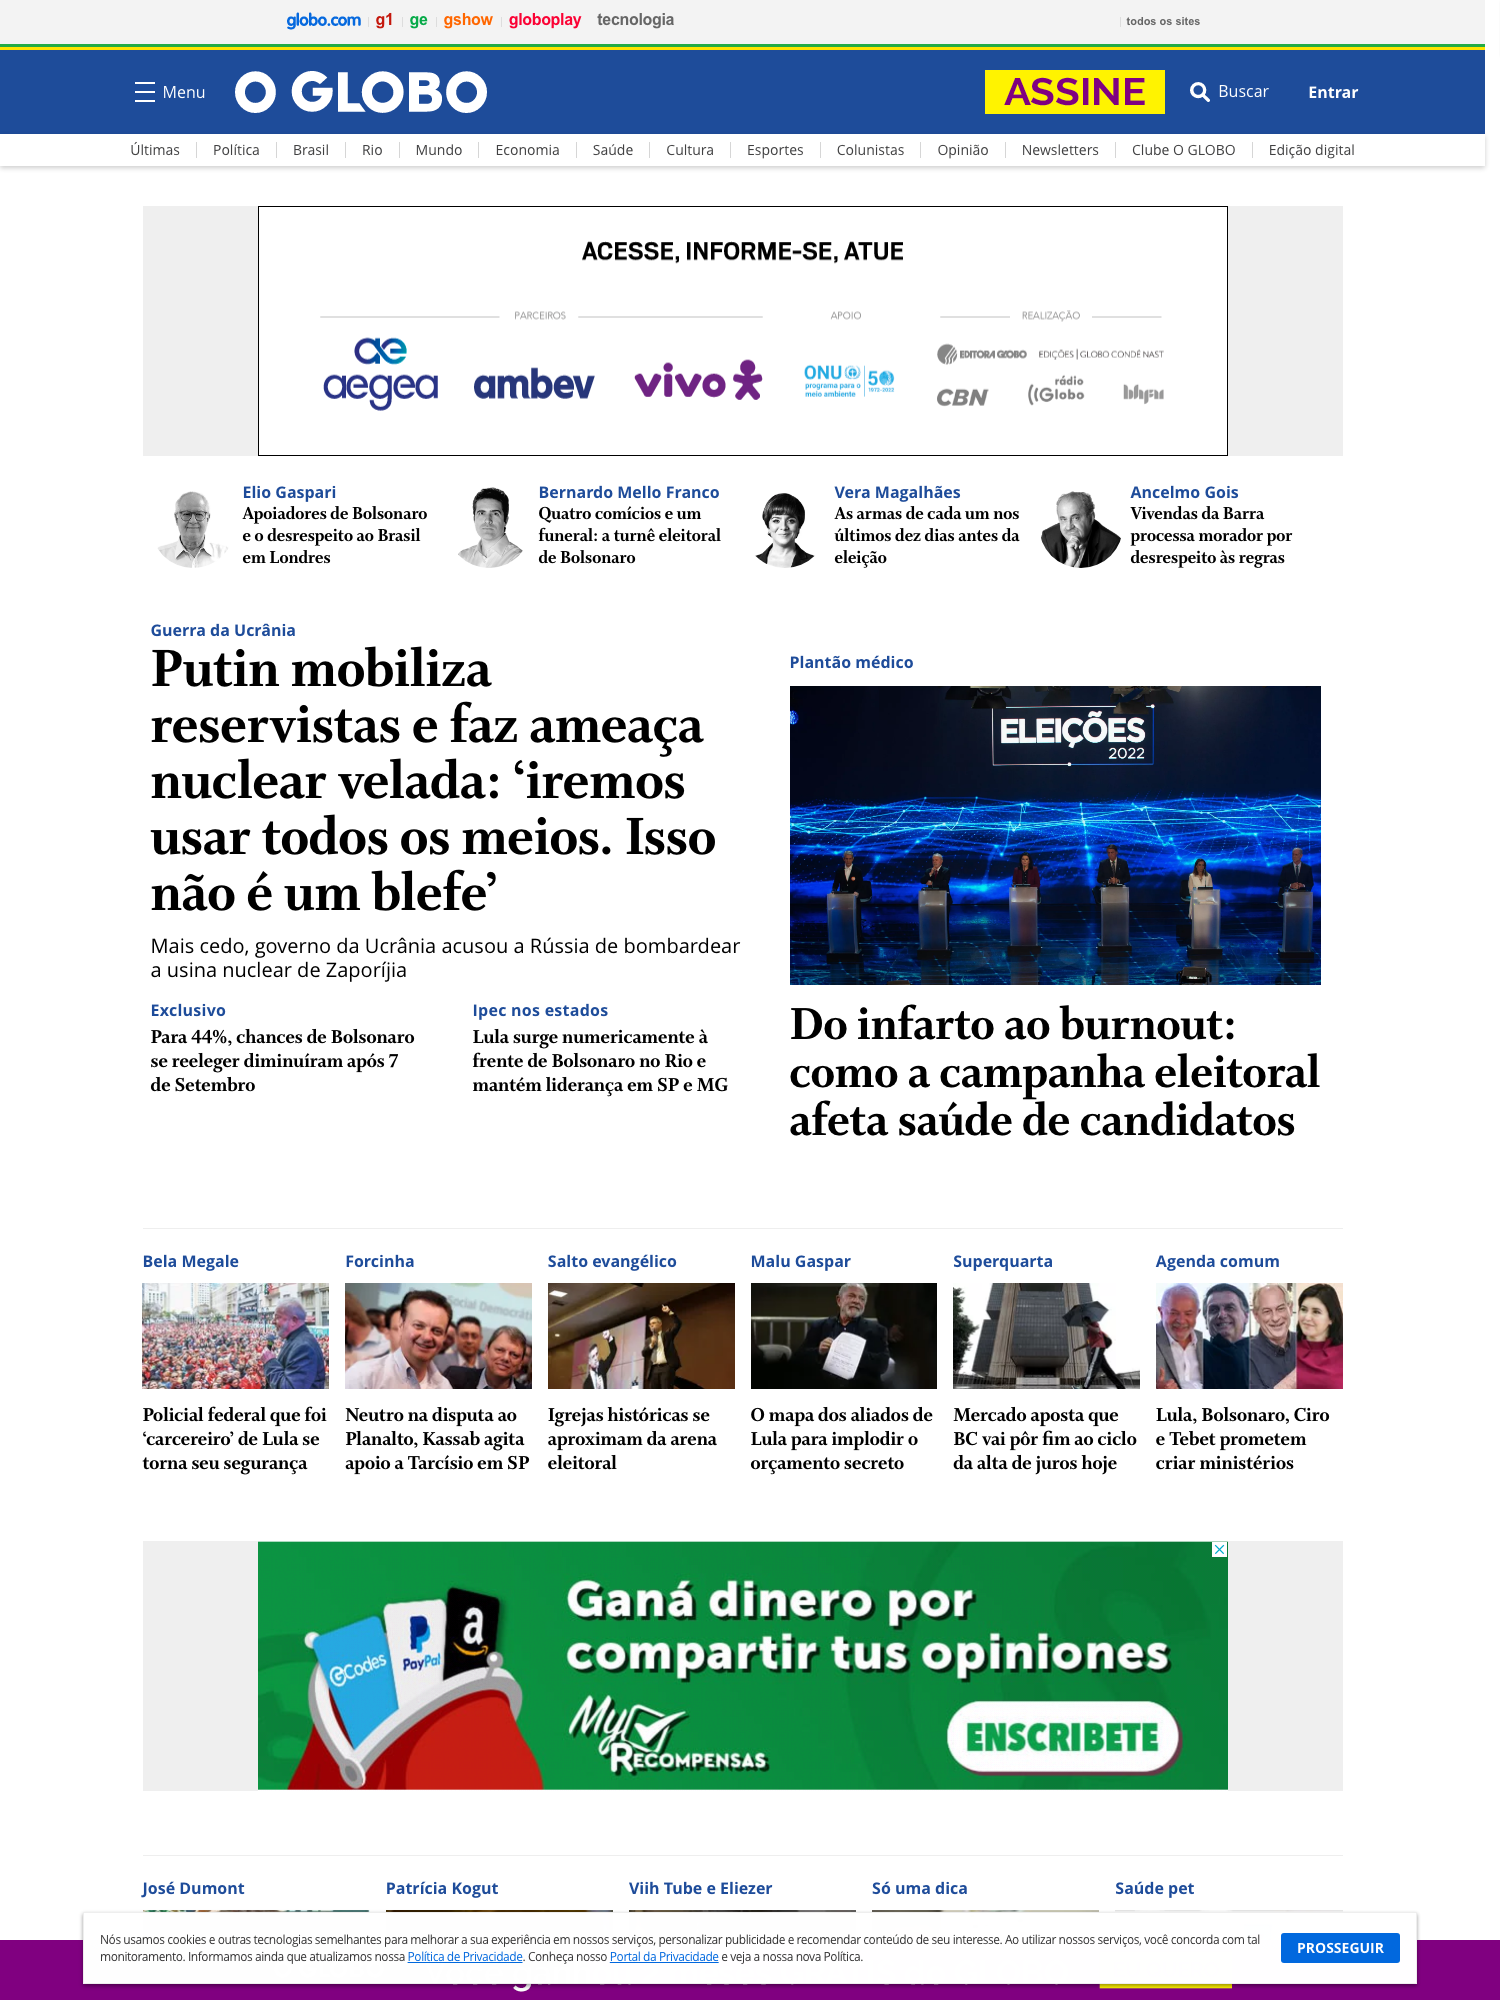 globo.com g1 ge gshow globoplay tecnologia todos os sites
Menu O GLOBO ASSINE Buscar Entrar
Últimas Política Brasil Rio Mundo Economia Saúde Cultura Esportes Colunistas Opinião Newsletters Clube O GLOBO Edição digital
ACESSE, INFORME-SE, ATUE
PARCEIROS APOIO REALIZAÇÃO
aegea
ambev
vivo
ONU
programa para o
meio ambiente
50
1972-2022
EDITORA GLOBO EDIÇÕES | GLOBO CONDÉ NAST
CBN rádio
Globo
Elio Gaspari
Apoiadores de Bolsonaro
e o desrespeito ao Brasil
em Londres
Bernardo Mello Franco
Quatro comícios e um
funeral: a turnê eleitoral
de Bolsonaro
Vera Magalhães
As armas de cada um nos
últimos dez dias antes da
eleição
Ancelmo Gois
Vivendas da Barra
processa morador por
desrespeito às regras
Guerra da Ucrânia
Putin mobiliza
reservistas e faz ameaça
nuclear velada: ‘iremos
usar todos os meios. Isso
não é um blefe’
Mais cedo, governo da Ucrânia acusou a Rússia de bombardear
a usina nuclear de Zaporíjia
Exclusivo
Para 44%, chances de Bolsonaro
se reeleger diminuíram após 7
de Setembro
Ipec nos estados
Lula surge numericamente à
frente de Bolsonaro no Rio e
mantém liderança em SP e MG
Plantão médico
ELEIÇÕES
2022
Do infarto ao burnout:
como a campanha eleitoral
afeta saúde de candidatos
Bela Megale
Policial federal que foi
‘carcereiro’ de Lula se
torna seu segurança
Forcinha
Social Democráti
Neutro na disputa ao
Planalto, Kassab agita
apoio a Tarcísio em SP
Salto evangélico
Igrejas históricas se
aproximam da arena
eleitoral
Malu Gaspar
O mapa dos aliados de
Lula para implodir o
orçamento secreto
Superquarta
Mercado aposta que
BC vai pôr fim ao ciclo
da alta de juros hoje
Agenda comum
Lula, Bolsonaro, Ciro
e Tebet prometem
criar ministérios
Ganá dinero por
compartir tus opiniones
eCodes
PayPal
a
My
RECOMPENSAS
ENSCRIBETE
José Dumont Patrícia Kogut Viih Tube e Eliezer Só uma dica Saúde pet
Nós usamos cookies e outras tecnologias semelhantes para melhorar a sua experiência em nossos serviços, personalizar publicidade e recomendar conteúdo de seu interesse. Ao utilizar nossos serviços, você concorda com tal
monitoramento. Informamos ainda que atualizamos nossa Política de Privacidade. Conheça nosso Portal da Privacidade e veja a nossa nova Política.
PROSSEGUIR